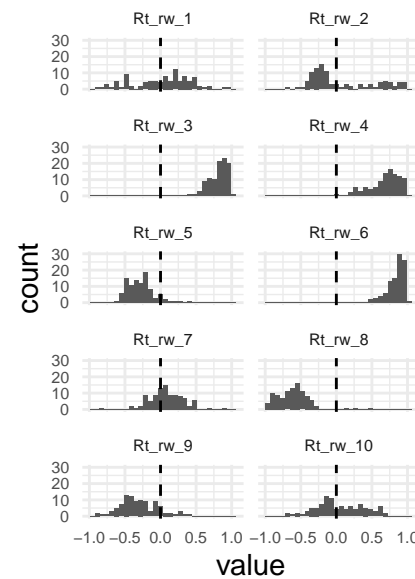 Rt_rw_1 Rt_rw_2
30
20
10
0
Rt_rw_3 Rt_rw_4
30
20
10
0
Rt_rw_5 Rt_rw_6
30
20
10
0
Rt_rw_7 Rt_rw_8
30
20
10
0
Rt_rw_9 Rt_rw_10
30
20
10
0
−1.0 −0.5 0.0 0.5 1.0 −1.0 −0.5 0.0 0.5 1.0
count
value